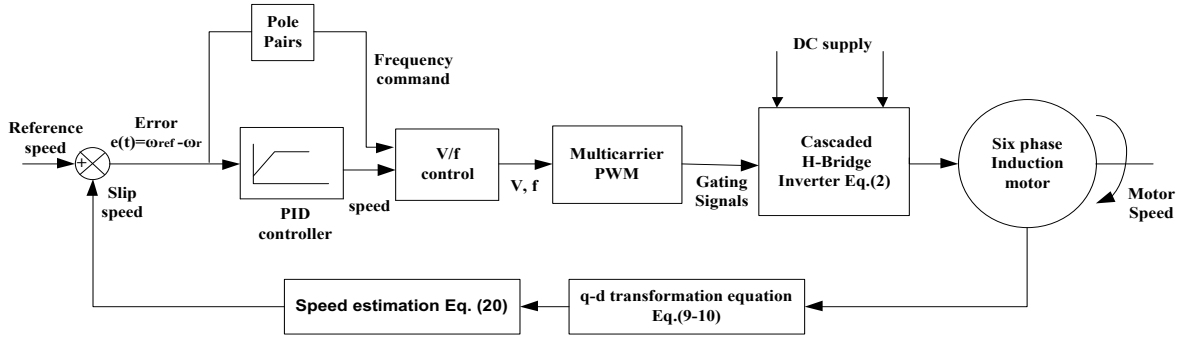 Pole
Pairs
DC supply
Frequency
command
Reference
speed
Error
e(t)=ωref -ωr
+
Slip
speed
PID
controller
speed
V/f
control
V, f
Multicarrier
PWM
Gating
Signals
Cascaded
H-Bridge
Inverter Eq.(2)
Six phase
Induction
motor
Motor
Speed
Speed estimation Eq. (20)
q-d transformation equation
Eq.(9-10)